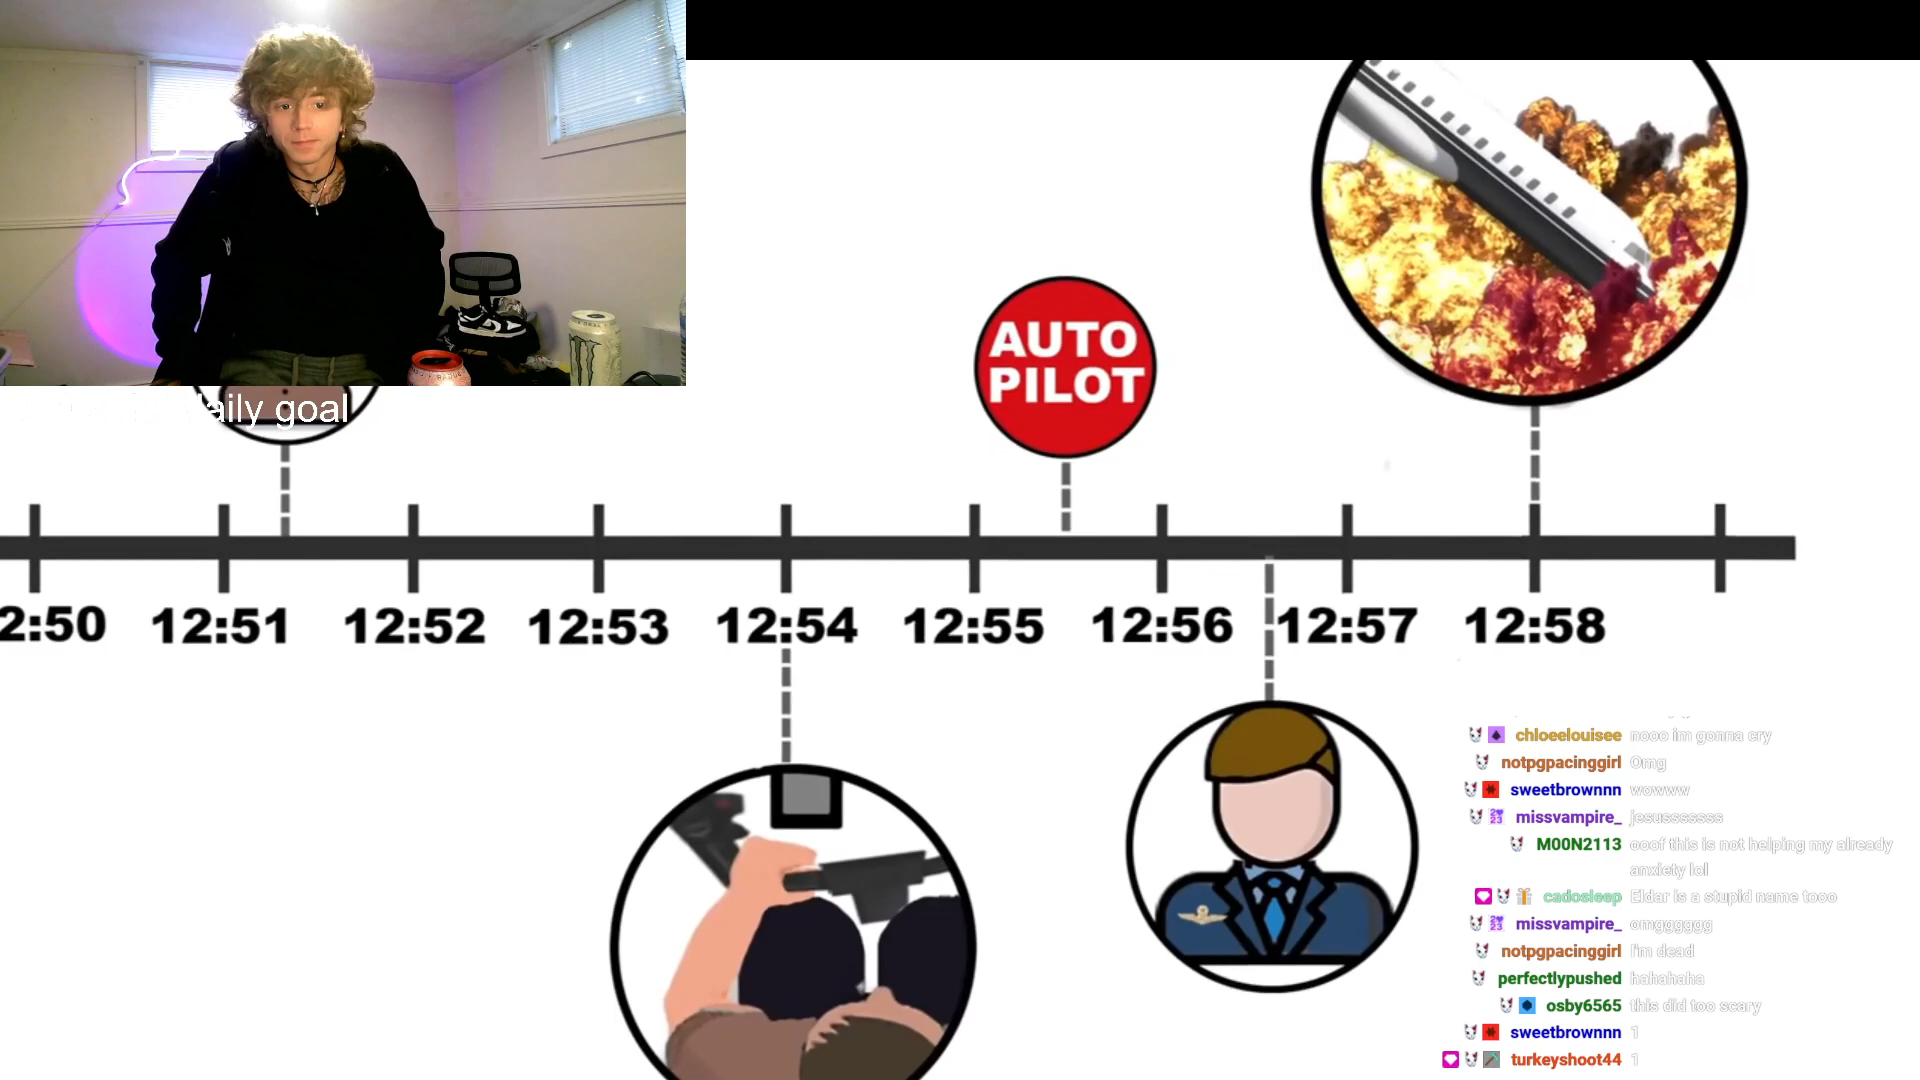 daily goal
AUTO
PILOT
2:50 12:51 12:52 12:53 12:54 12:55 12:56 12:57 12:58
chloeelouisee nooo im gonna cry
notpgpacinggirl Omg
sweetbrownnn wowww
missvampire_ jesusssssss
M00N2113 ooof this is not helping my already
anxiety lol
cadosleep Eldar is a stupid name tooo
missvampire_ omgggggg
notpgpacinggirl I'm dead
perfectlypushed hahahaha
osby6565 this did too scary
sweetbrownnn 1
turkeyshoot44 1